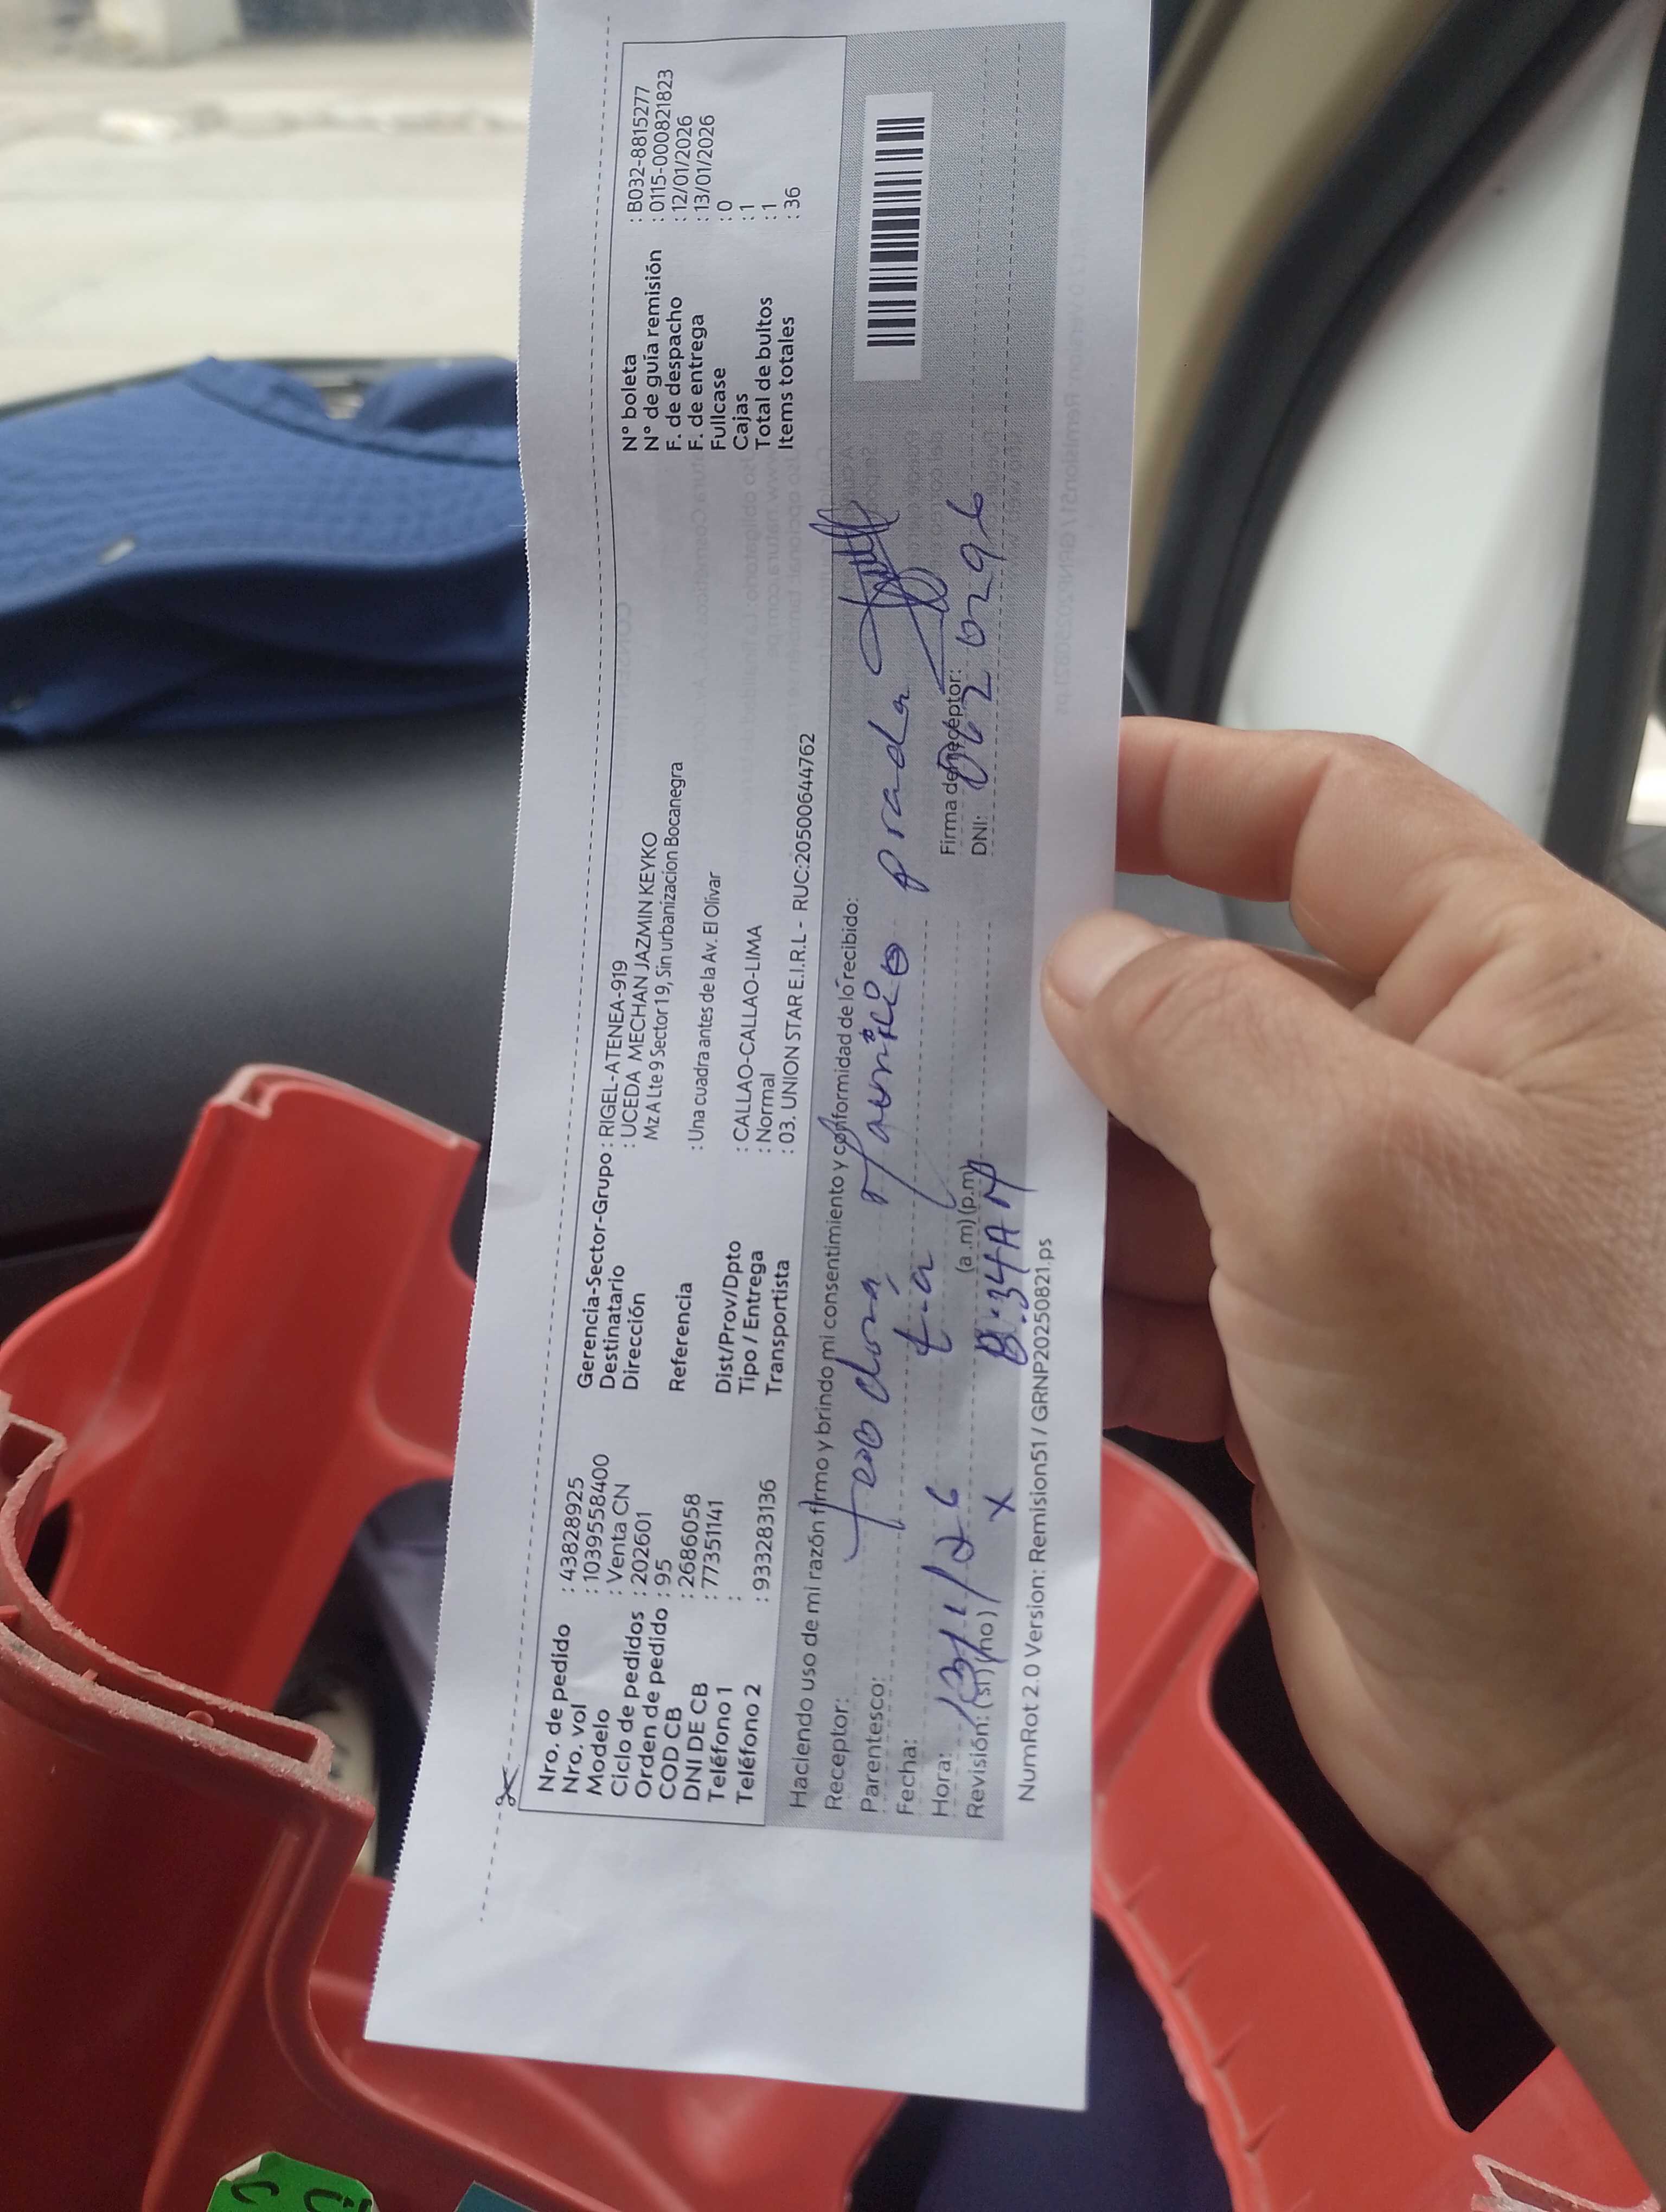 Nro. de pedido : 43828925
Nro. vol : 1039558400
Modelo : Venta CN
Ciclo de pedidos : 202601
Orden de pedido : 95
COD CB : 2686058
DNI DE CB : 77351141
Teléfono 1 :
Teléfono 2 : 933283136
Gerencia-Sector-Grupo : RIGEL-ATENEA-919
Destinatario : UCEDA MECHAN JAZMIN KEYKO
Dirección Mz A Lte 9 Sector 19, Sin urbanizacion Bocanegra
Referencia : Una cuadra antes de la Av. El Olivar
Dist/Prov/Dpto : CALLAO-CALLAO-LIMA
Tipo / Entrega : Normal
Transportista : 03. UNION STAR E.I.R.L - RUC:20500644762
N° boleta : B032-8815277
N° de guía remisión : 0115-000821823
F. de despacho : 12/01/2026
F. de entrega : 13/01/2026
Fullcase : 0
Cajas : 1
Total de bultos : 1
Items totales : 36
Haciendo uso de mi razón firmo y brindo mi consentimiento y conformidad de lo recibido:
Receptor: Teodora Mauricio prada
Parentesco: t-a
Fecha: 13/1/26
Hora: (a.m)(p.m) 8:34AM
Revisión: (si)(no) X
Firma del receptor:
DNI: 06260296
NumRot 2.0 Version: Remision51 / GRNP20250821.ps